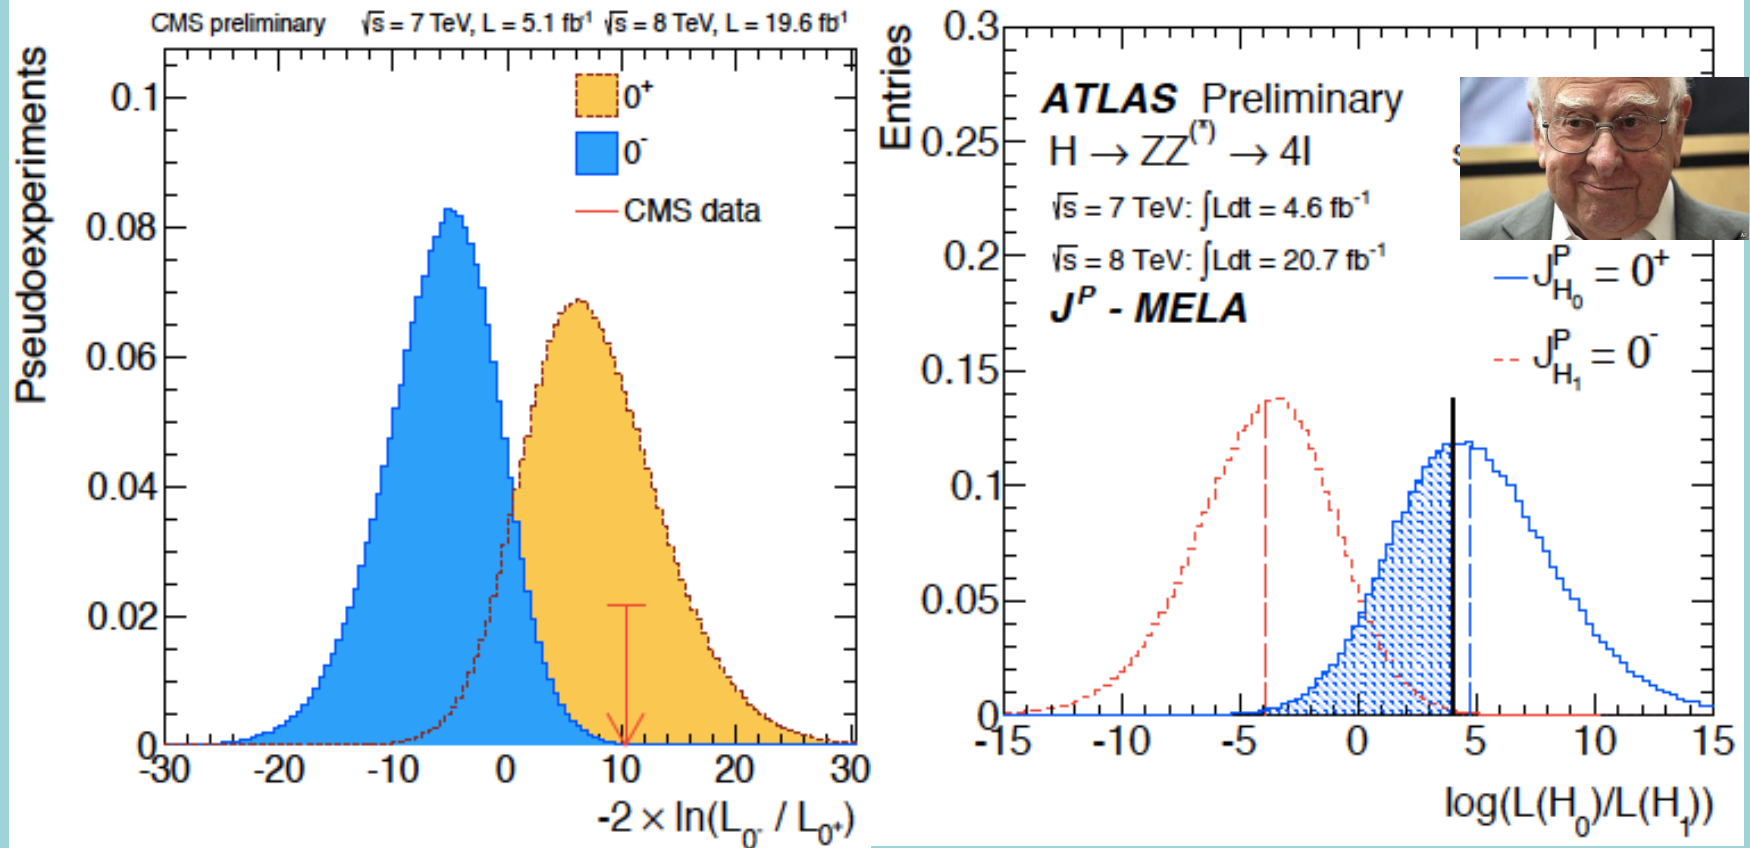 CMS preliminary √s = 7 TeV, L = 5.1 fb⁻¹ √s = 8 TeV, L = 19.6 fb⁻¹
Pseudoexperiments
0.1
0.08
0.06
0.04
0.02
0
0⁺
0⁻
CMS data
-30 -20 -10 0 10 20 30
-2 × ln(L₀⁻ / L₀⁺)
Entries
0.3
0.25
0.2
0.15
0.1
0.05
0
ATLAS Preliminary
H → ZZ⁽*⁾ → 4l
√s = 7 TeV: ∫Ldt = 4.6 fb⁻¹
√s = 8 TeV: ∫Ldt = 20.7 fb⁻¹
Jᴾ - MELA
Jᴾ_H₀ = 0⁺
Jᴾ_H₁ = 0⁻
-15 -10 -5 0 5 10 15
log(L(H₀)/L(H₁))